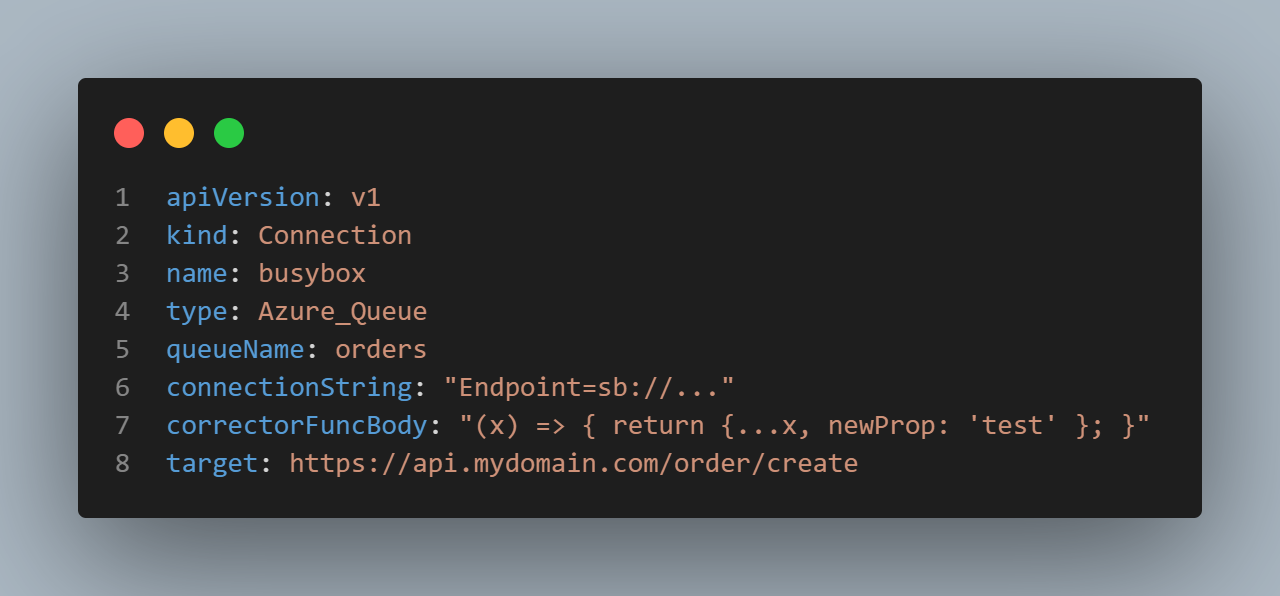 1 apiVersion: v1
2 kind: Connection
3 name: busybox
4 type: Azure_Queue
5 queueName: orders
6 connectionString: "Endpoint=sb://..."
7 correctorFuncBody: "(x) => { return {...x, newProp: 'test' }; }"
8 target: https://api.mydomain.com/order/create